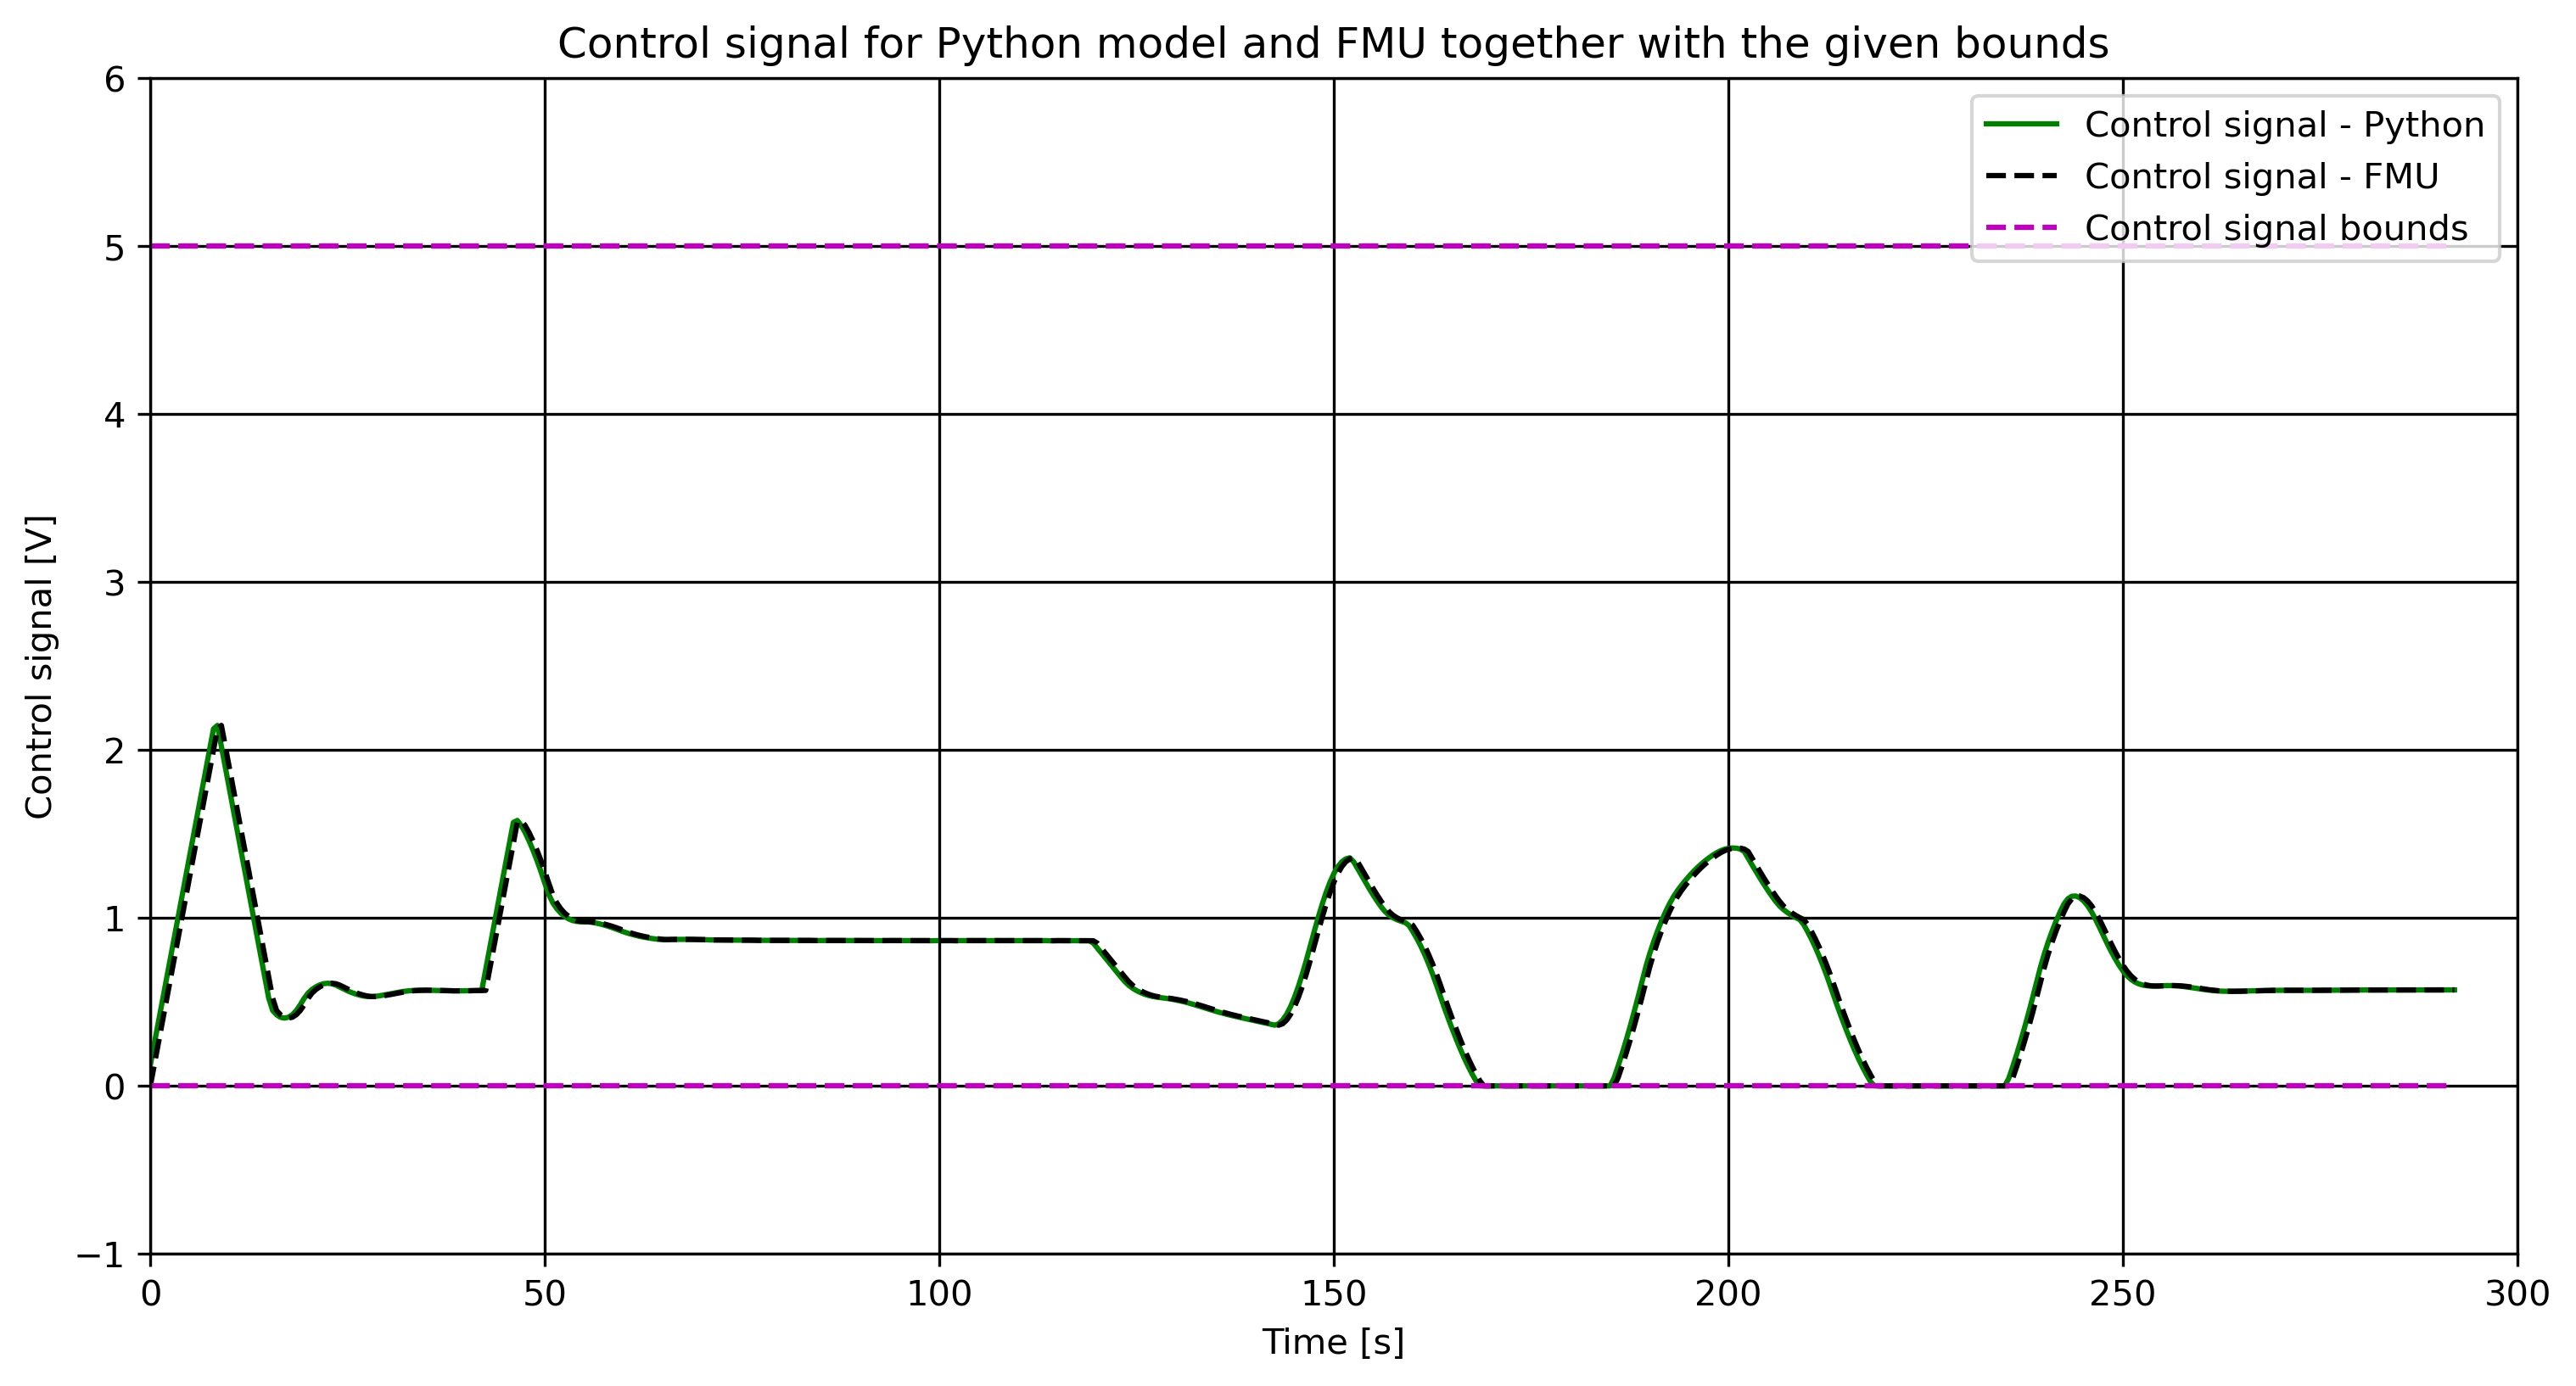 Control signal for Python model and FMU together with the given bounds
6
Control signal - Python
Control signal - FMU
Control signal bounds
5
4
3
2
1
0
−1
Control signal [V]
0 50 100 150 200 250 300
Time [s]